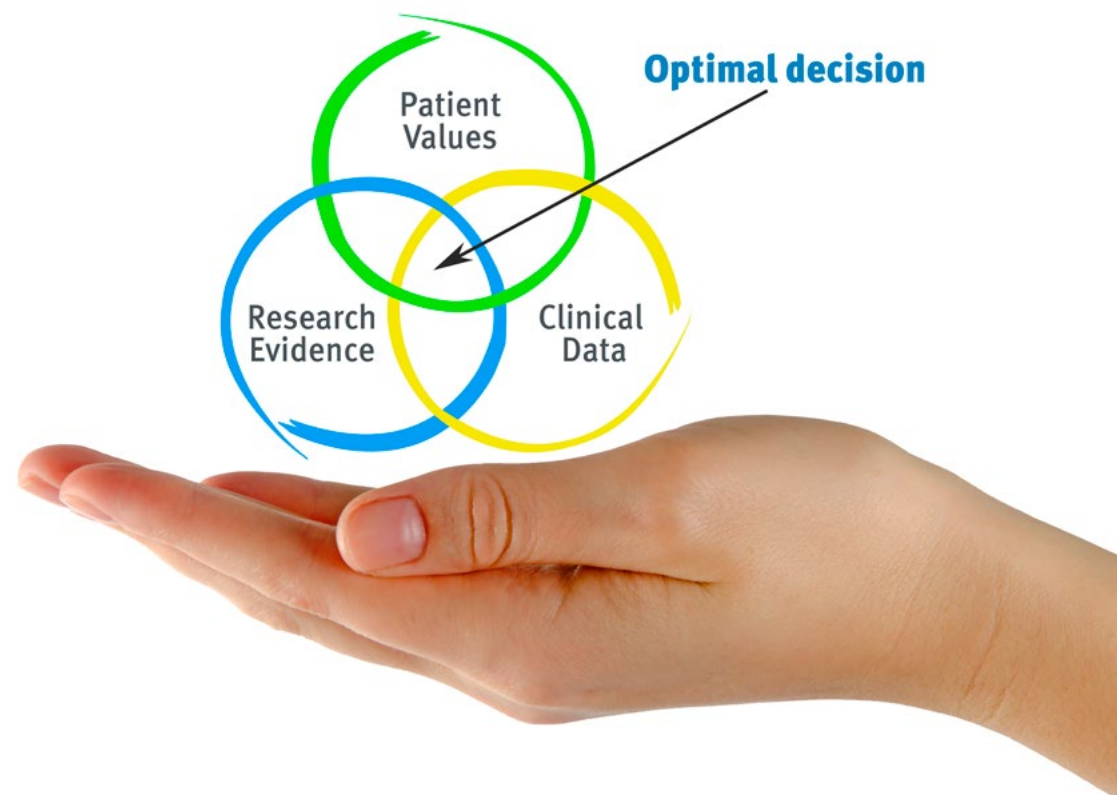 Optimal decision
Patient
Values
Research
Evidence
Clinical
Data